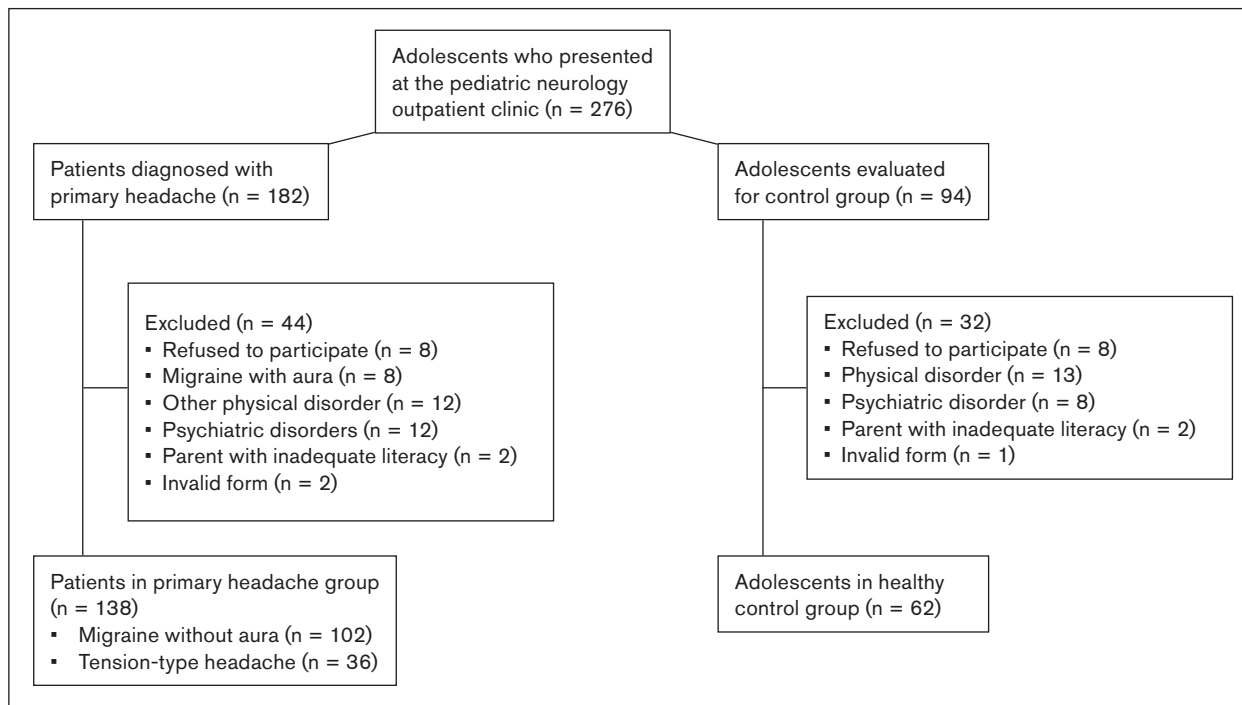 Adolescents who presented
at the pediatric neurology
outpatient clinic (n = 276)
Patients diagnosed with
primary headache (n = 182)
Adolescents evaluated
for control group (n = 94)
Excluded (n = 44)
▪ Refused to participate (n = 8)
▪ Migraine with aura (n = 8)
▪ Other physical disorder (n = 12)
▪ Psychiatric disorders (n = 12)
▪ Parent with inadequate literacy (n = 2)
▪ Invalid form (n = 2)
Excluded (n = 32)
▪ Refused to participate (n = 8)
▪ Physical disorder (n = 13)
▪ Psychiatric disorder (n = 8)
▪ Parent with inadequate literacy (n = 2)
▪ Invalid form (n = 1)
Patients in primary headache group
(n = 138)
▪ Migraine without aura (n = 102)
▪ Tension-type headache (n = 36)
Adolescents in healthy
control group (n = 62)